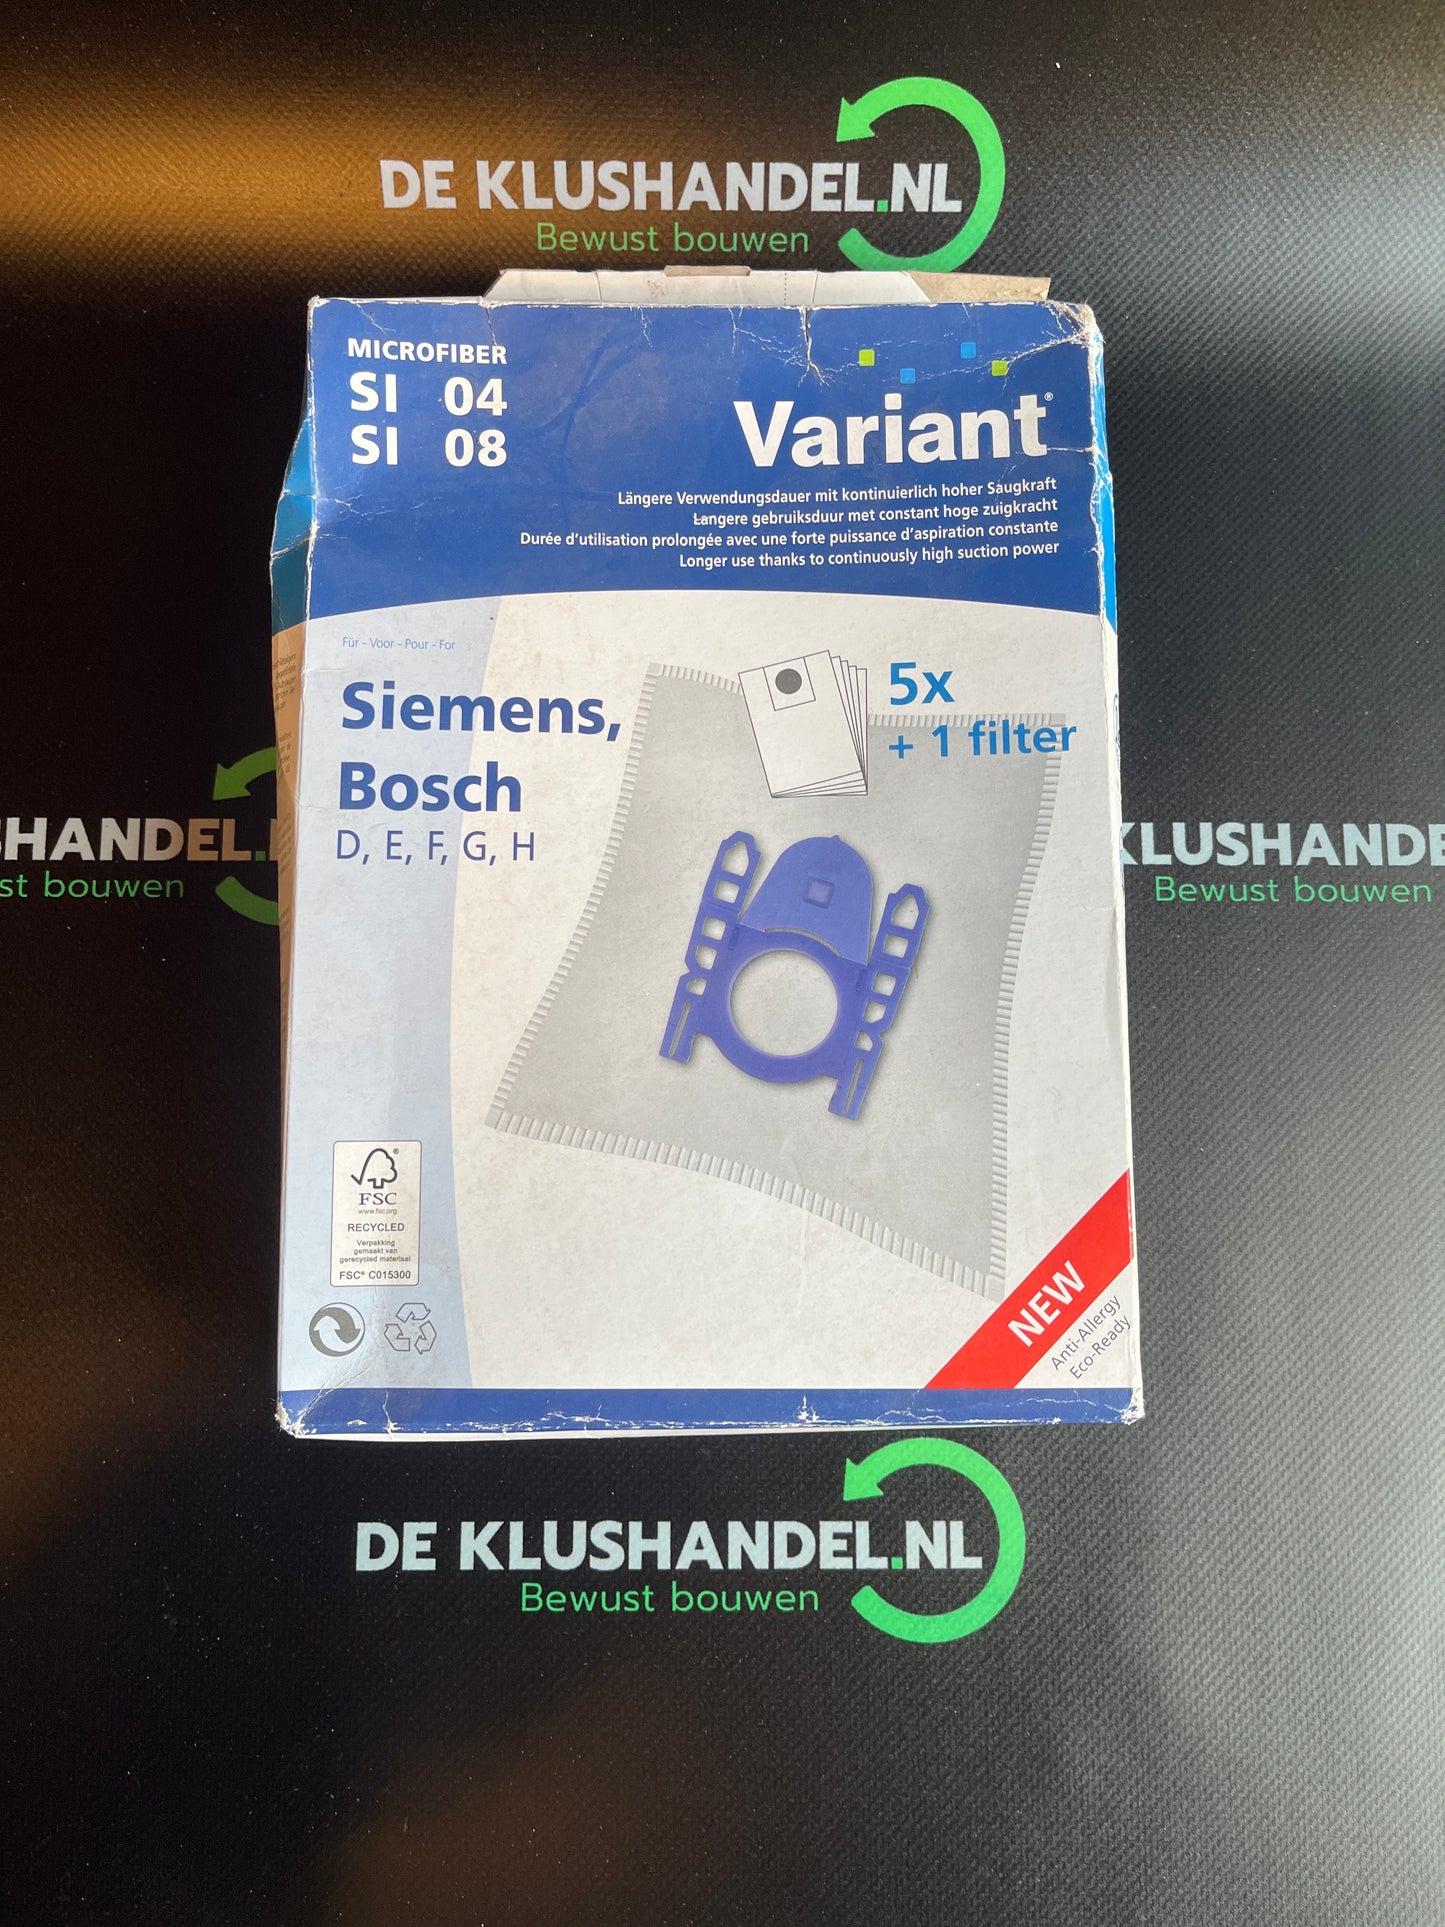 DE KLUSHANDEL.NL
Bewust bouwen
MICROFIBER
SI 04
SI 08
Variant®
Längere Verwendungsdauer mit kontinuierlich hoher Saugkraft
Langere gebruiksduur met constant hoge zuigkracht
Durée d'utilisation prolongée avec une forte puissance d'aspiration constante
Longer use thanks to continuously high suction power
Für - Voor - Pour - For
Siemens,
Bosch
D, E, F, G, H
5x
+ 1 filter
SHANDEL.
st bouwen
KLUSHANDE
Bewust bouwen
FSC
www.fsc.org
RECYCLED
Verpakking
gemaakt van
gerecycled materiaal
FSC® C015300
NEW
Anti-Allergy
Eco-Ready
DE KLUSHANDEL.NL
Bewust bouwen